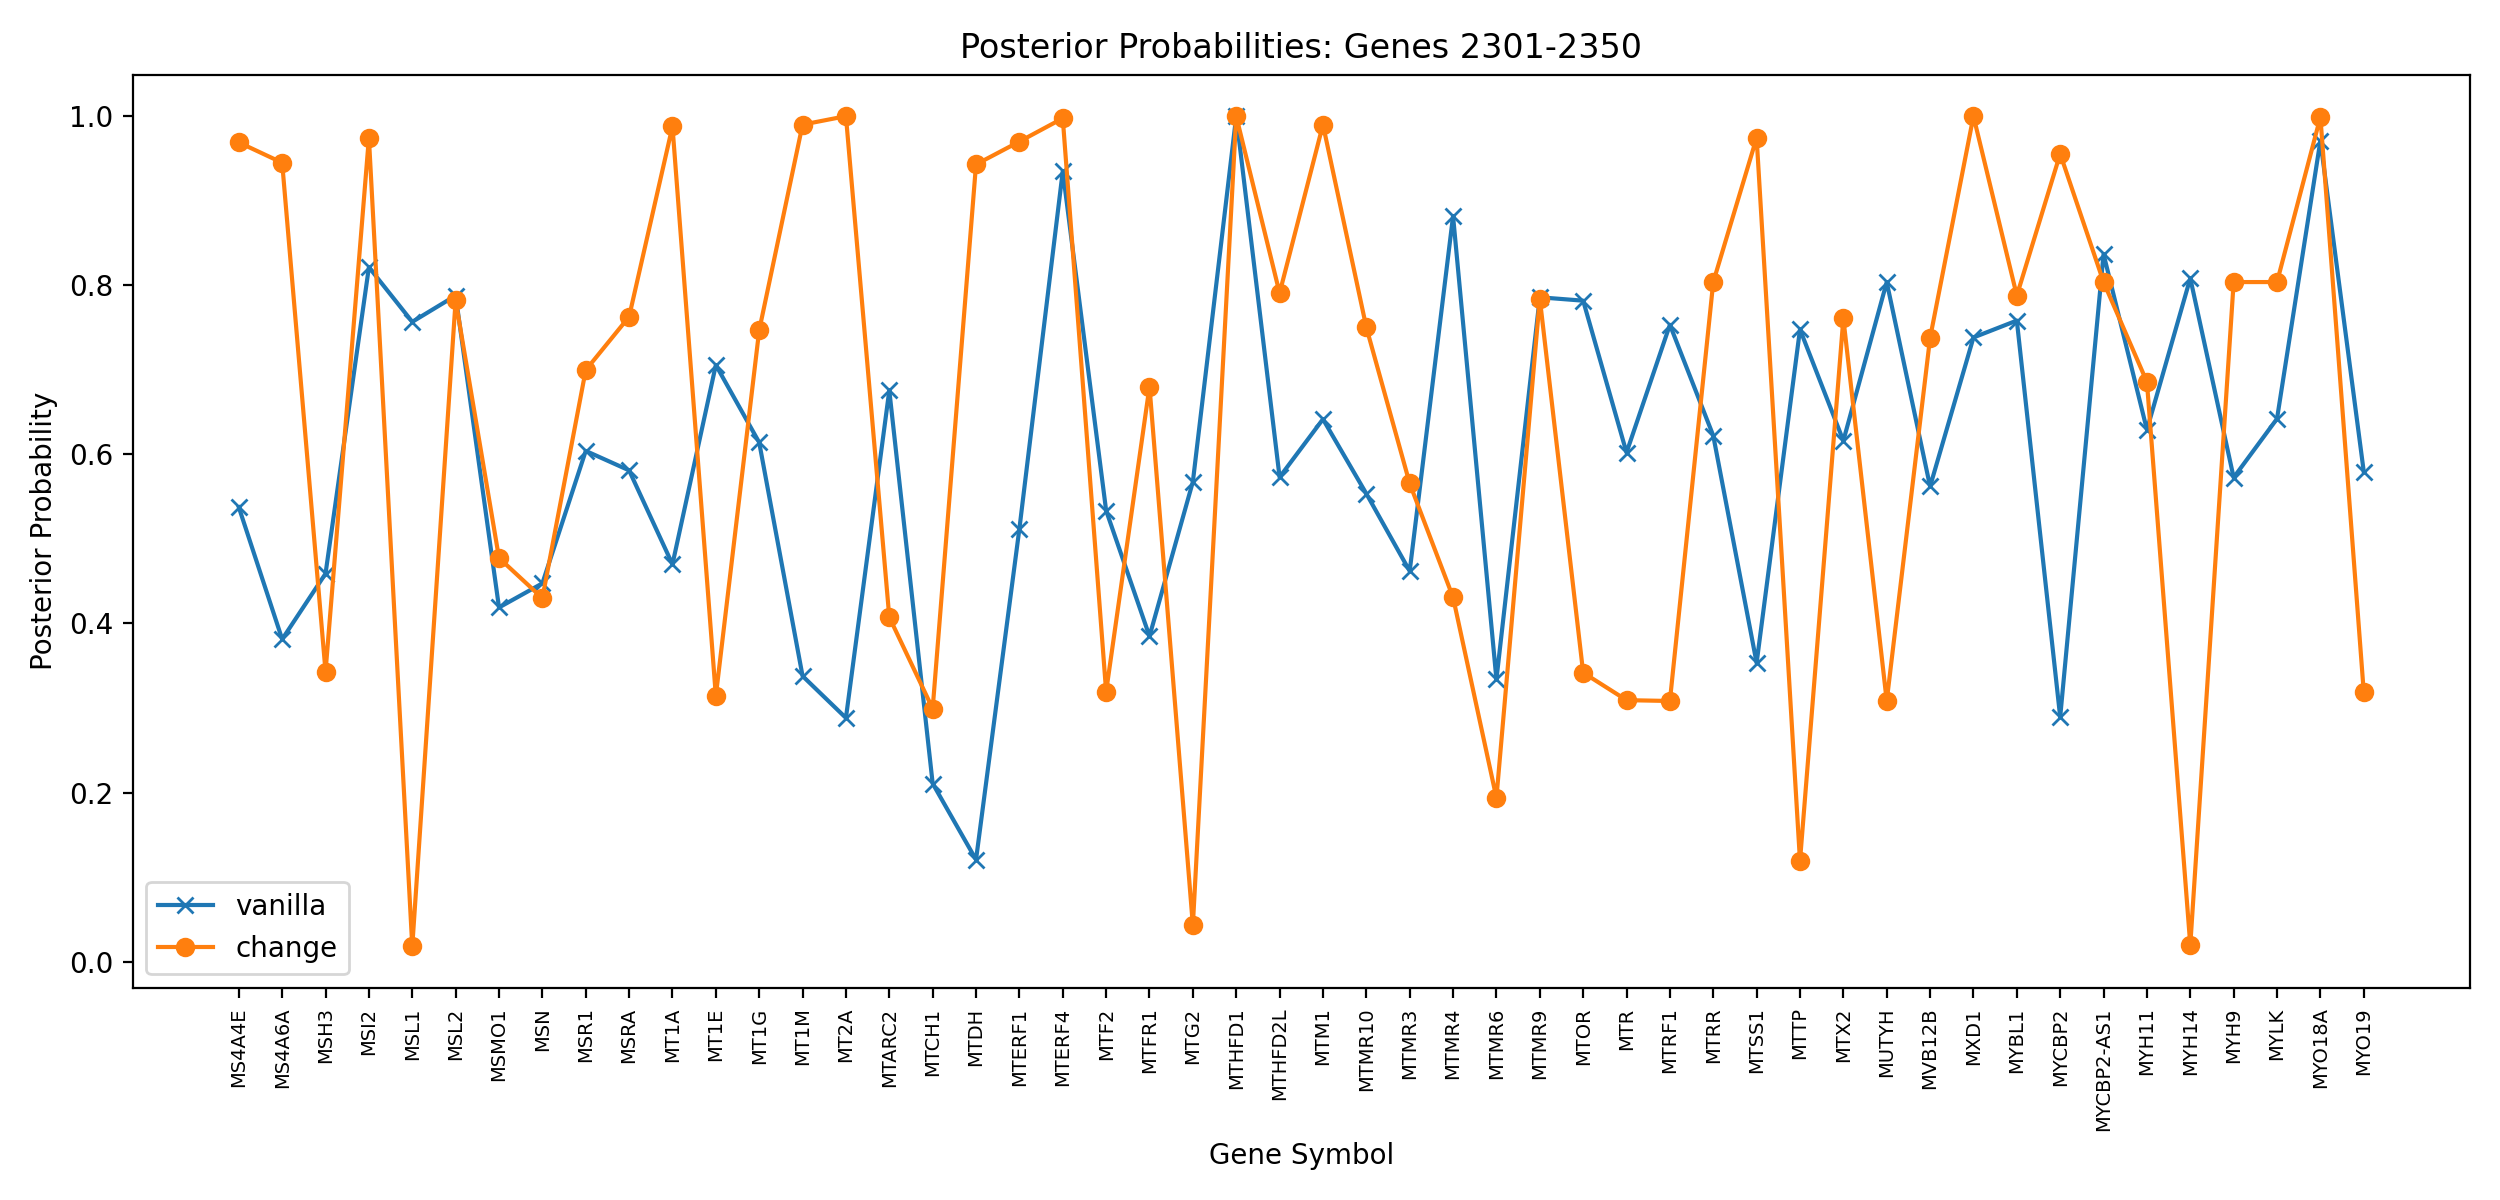 Posterior Probabilities: Genes 2301-2350
Posterior Probability
1.0
0.8
0.6
0.4
0.2
0.0
vanilla
change
MS4A4E
MS4A6A
MSH3
MSI2
MSL1
MSL2
MSMO1
MSN
MSR1
MSRA
MT1A
MT1E
MT1G
MT1M
MT2A
MTARC2
MTCH1
MTDH
MTERF1
MTERF4
MTF2
MTFR1
MTG2
MTHFD1
MTHFD2L
MTM1
MTMR10
MTMR3
MTMR4
MTMR6
MTMR9
MTOR
MTR
MTRF1
MTRR
MTSS1
MTTP
MTX2
MUTYH
MVB12B
MXD1
MYBL1
MYCBP2
MYCBP2-AS1
MYH11
MYH14
MYH9
MYLK
MYO18A
MYO19
Gene Symbol